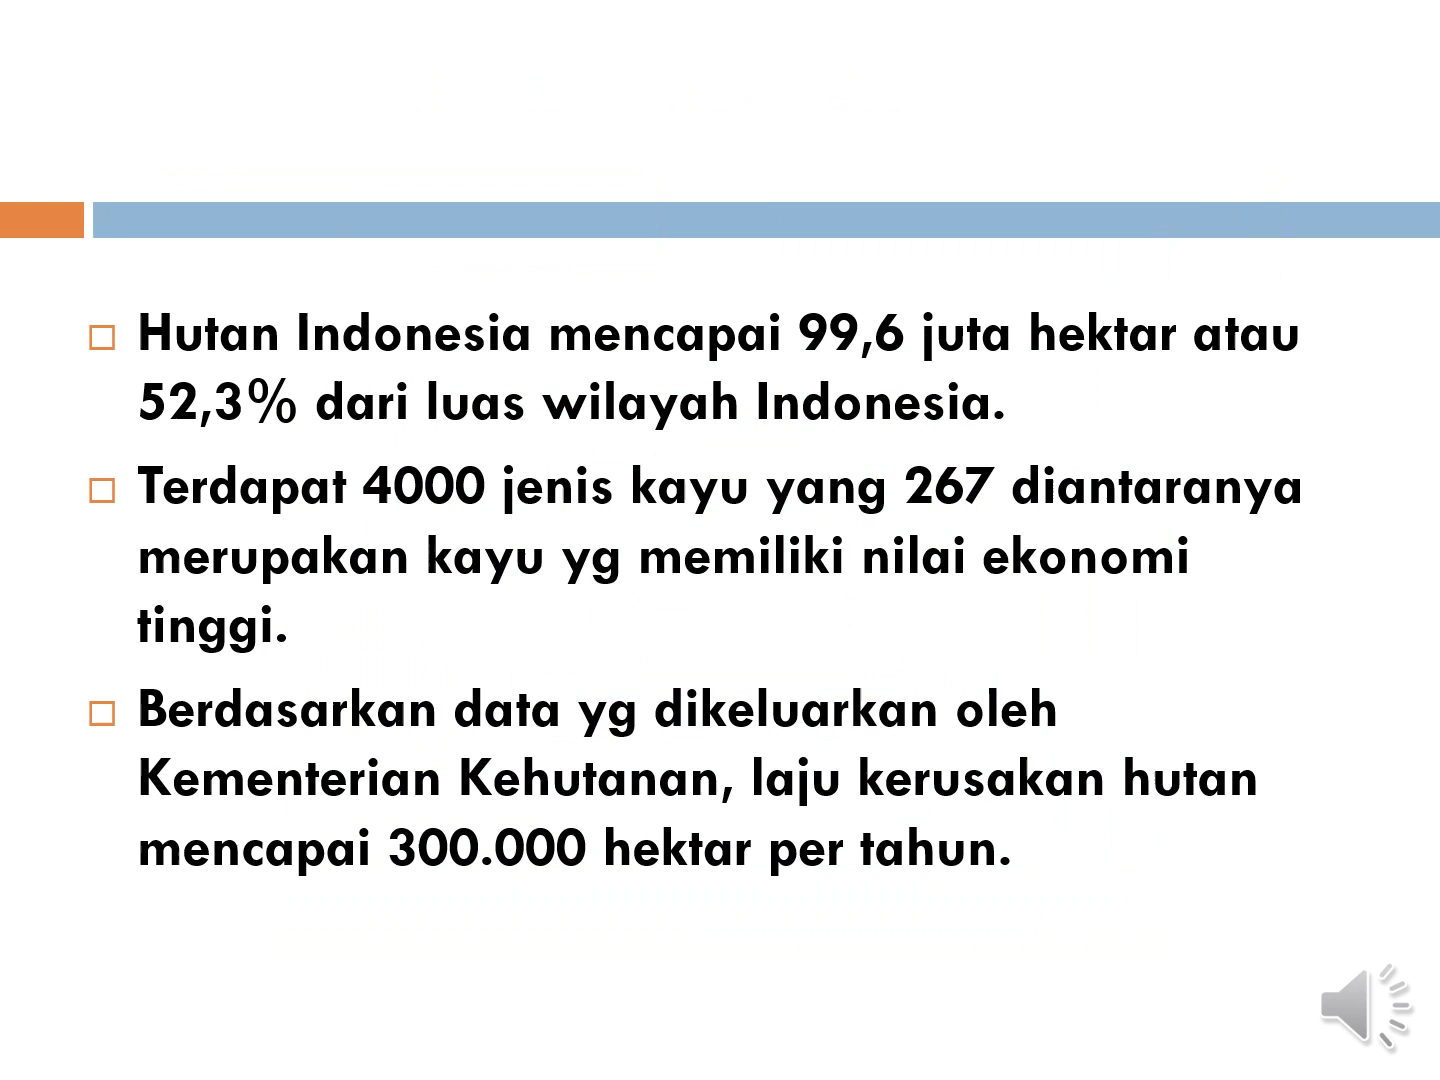 Hutan Indonesia mencapai 99,6 juta hektar atau
52,3% dari luas wilayah Indonesia.
Terdapat 4000 jenis kayu yang 267 diantaranya
merupakan kayu yg memiliki nilai ekonomi
tinggi.
Berdasarkan data yg dikeluarkan oleh
Kementerian Kehutanan, laju kerusakan hutan
mencapai 300.000 hektar per tahun.